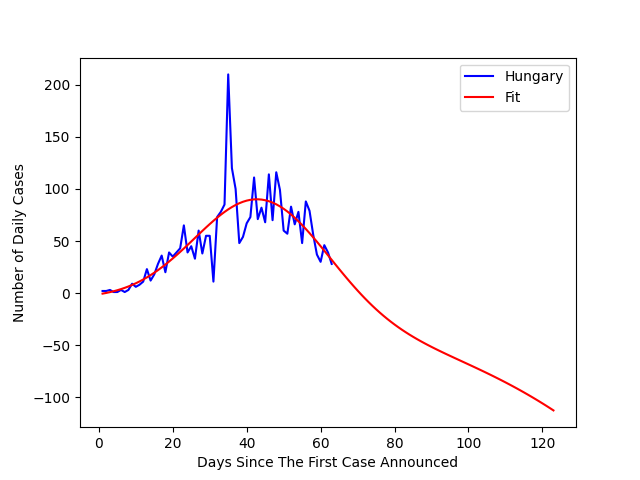 Hungary
Fit
200
150
100
50
0
−50
−100
0 20 40 60 80 100 120
Number of Daily Cases
Days Since The First Case Announced